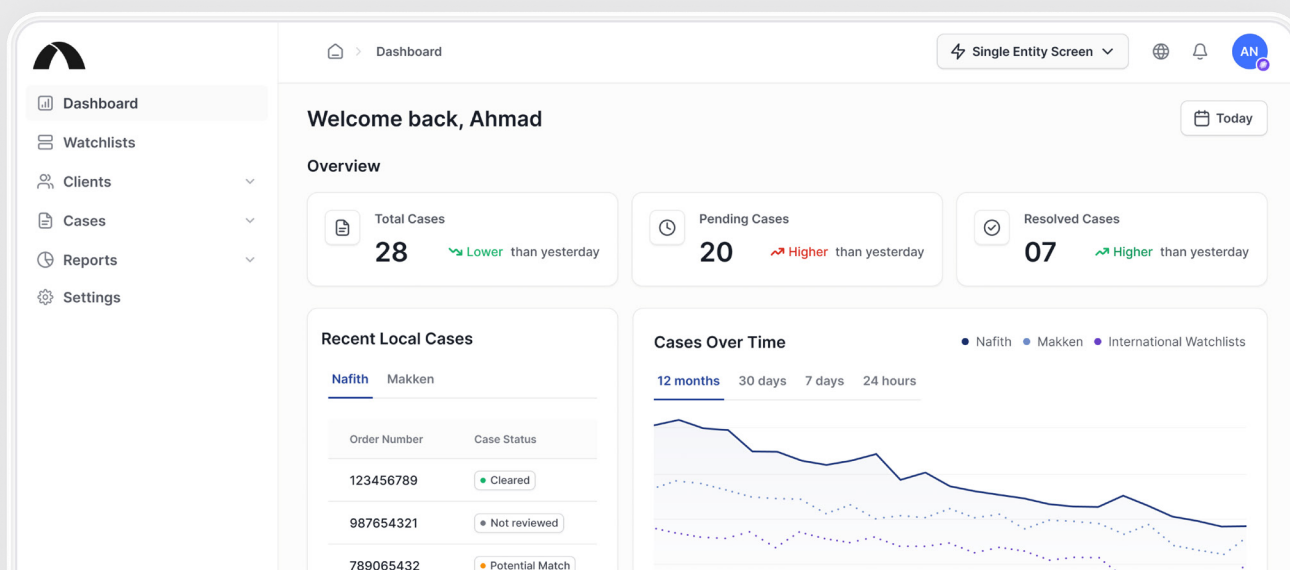 Dashboard
Single Entity Screen
AN
Dashboard
Watchlists
Clients
Cases
Reports
Settings
Welcome back, Ahmad
Today
Overview
Total Cases
28 Lower than yesterday
Pending Cases
20 Higher than yesterday
Resolved Cases
07 Higher than yesterday
Recent Local Cases
Nafith Makken
Order Number Case Status
123456789 Cleared
987654321 Not reviewed
789065432 Potential Match
Cases Over Time
Nafith Makken International Watchlists
12 months 30 days 7 days 24 hours